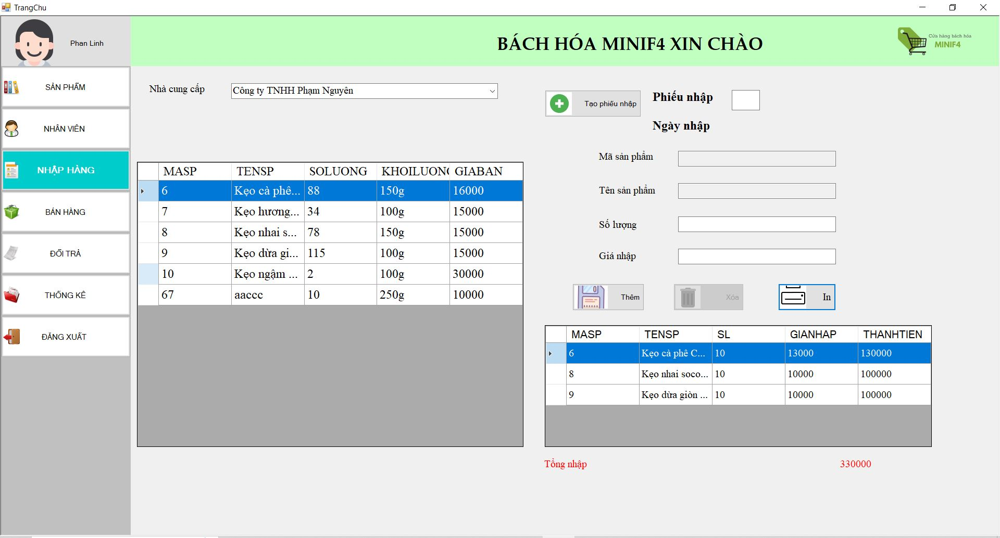 TrangChu
Phan Linh
BÁCH HÓA MINIF4 XIN CHÀO
Cửa hàng bách hóa
MINIF4
SẢN PHẨM
NHÂN VIÊN
NHẬP HÀNG
BÁN HÀNG
ĐỔI TRẢ
THỐNG KÊ
ĐĂNG XUẤT
Nhà cung cấp Công ty TNHH Phạm Nguyên
MASP TENSP SOLUONG KHOILUONG GIABAN
6 Kẹo cà phê... 88 150g 16000
7 Kẹo hương... 34 100g 15000
8 Kẹo nhai s... 78 150g 15000
9 Kẹo dừa gi... 115 100g 15000
10 Kẹo ngậm ... 2 100g 30000
67 aaccc 10 250g 10000
Tạo phiếu nhập
Phiếu nhập
Ngày nhập
Mã sản phẩm
Tên sản phẩm
Số lượng
Giá nhập
Thêm Xóa In
MASP TENSP SL GIANHAP THANHTIEN
6 Kẹo cà phê C... 10 13000 130000
8 Kẹo nhai soco... 10 10000 100000
9 Kẹo dừa giòn ... 10 10000 100000
Tổng nhập 330000